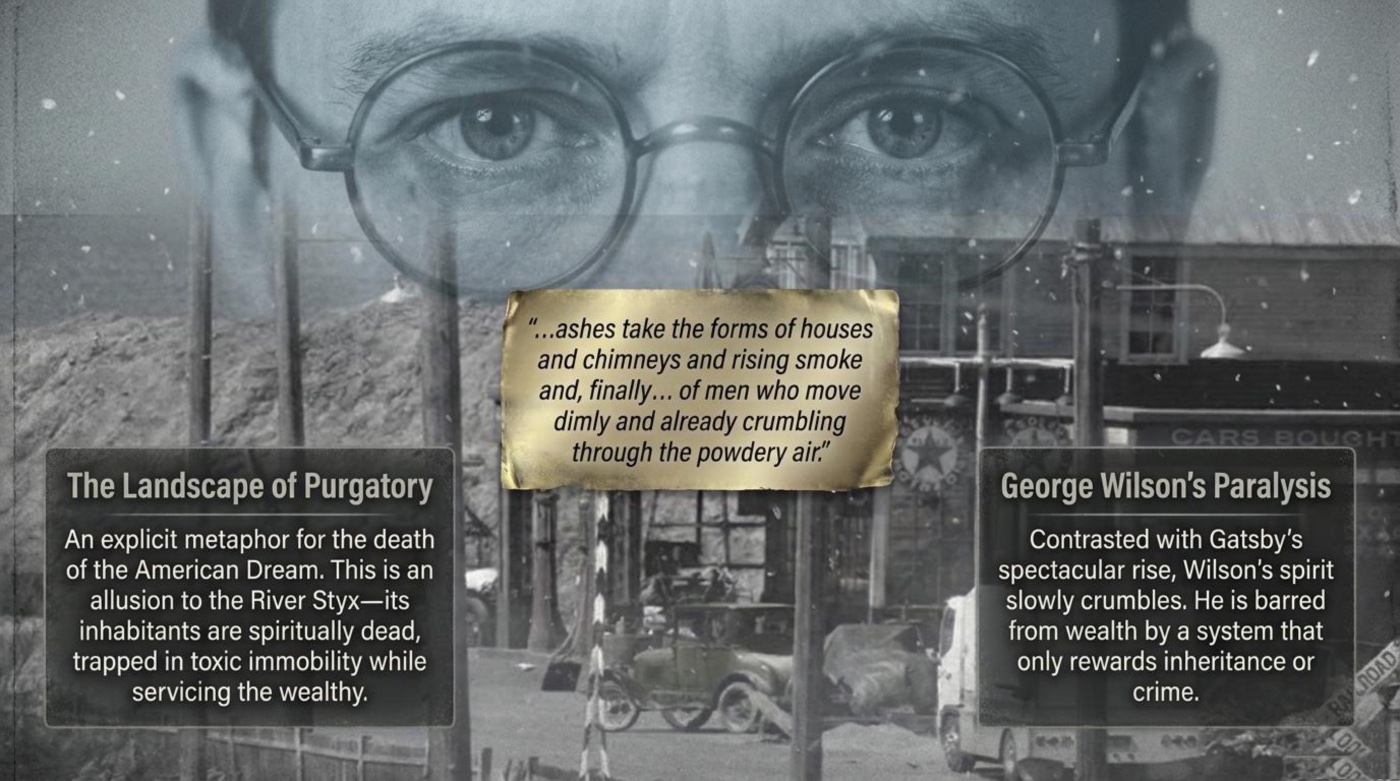 “…ashes take the forms of houses
and chimneys and rising smoke
and, finally… of men who move
dimly and already crumbling
through the powdery air.”
The Landscape of Purgatory
An explicit metaphor for the death
of the American Dream. This is an
allusion to the River Styx—its
inhabitants are spiritually dead,
trapped in toxic immobility while
servicing the wealthy.
CARS BOUGH
George Wilson’s Paralysis
Contrasted with Gatsby’s
spectacular rise, Wilson’s spirit
slowly crumbles. He is barred
from wealth by a system that
only rewards inheritance or
crime.